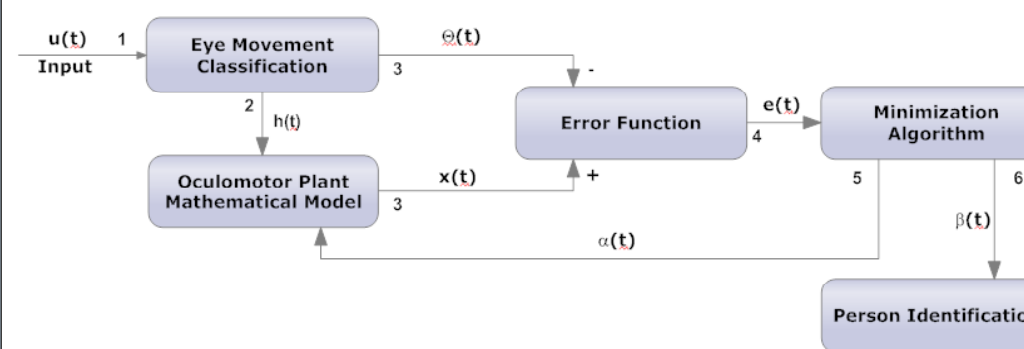 u(t) 1
Input
Eye Movement
Classification
Θ(t)
3
-
2
h(t)
Error Function
e(t)
4
Minimization
Algorithm
Oculomotor Plant
Mathematical Model
x(t)
3
+
5
6
α(t)
β(t)
Person Identificatio